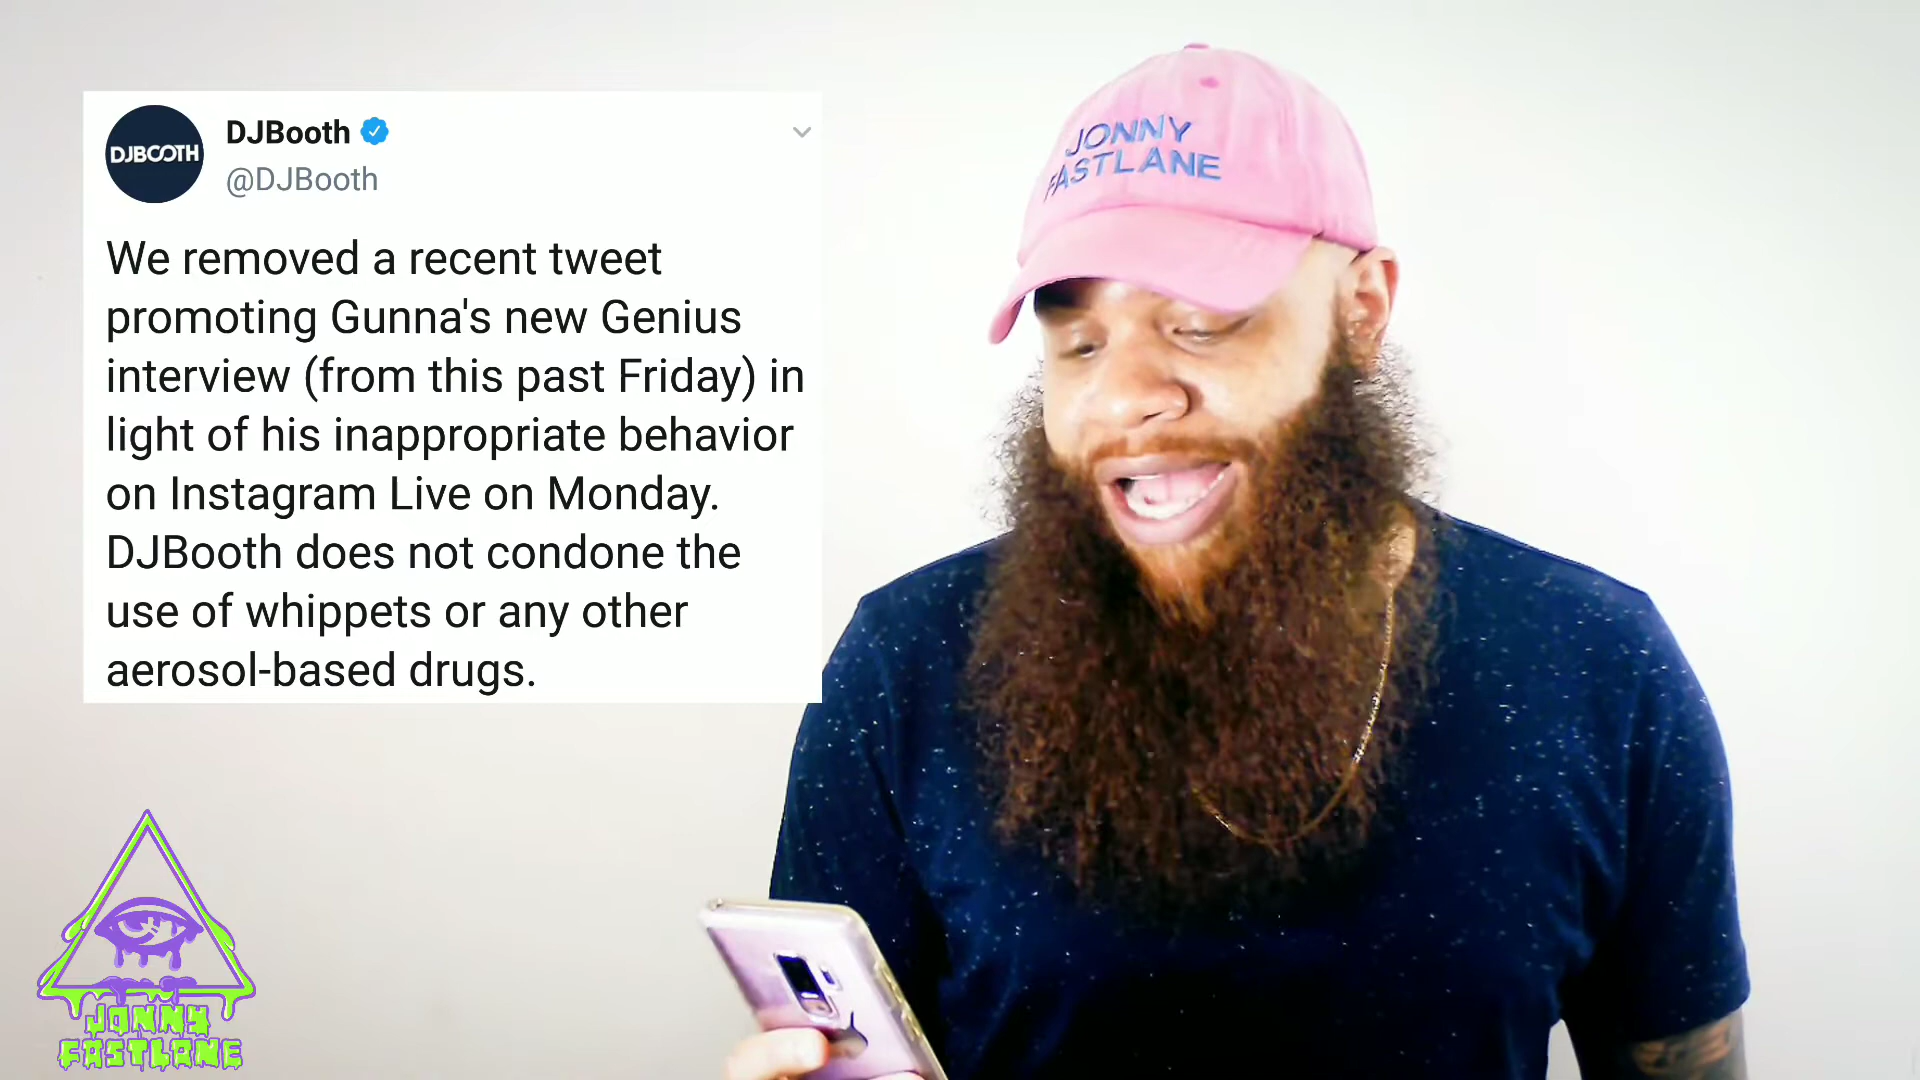 DJBOOTH
DJBooth
@DJBooth
We removed a recent tweet
promoting Gunna's new Genius
interview (from this past Friday) in
light of his inappropriate behavior
on Instagram Live on Monday.
DJBooth does not condone the
use of whippets or any other
aerosol-based drugs.
JONNY
FASTLANE
JONNY
FASTLANE